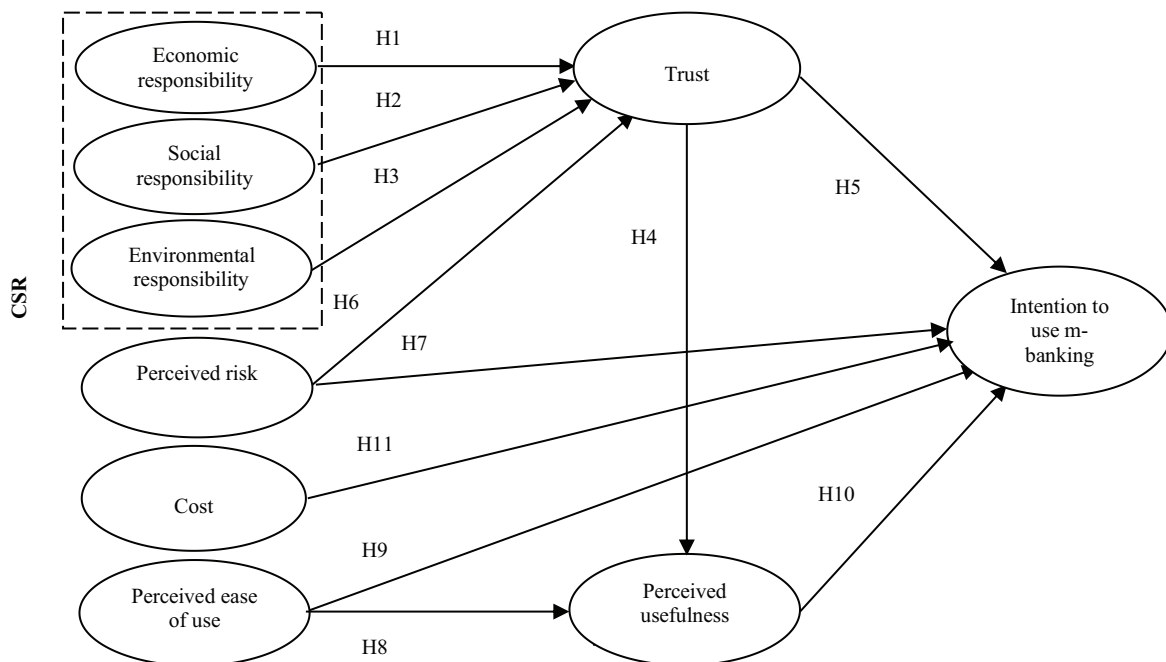 H1
Economic
responsibility
Trust
H2
Social
responsibility
H3
H5
H4
Environmental
responsibility
CSR
H6
Intention to
use m-
banking
H7
Perceived risk
H11
H10
Cost
H9
Perceived ease
of use
Perceived
usefulness
H8